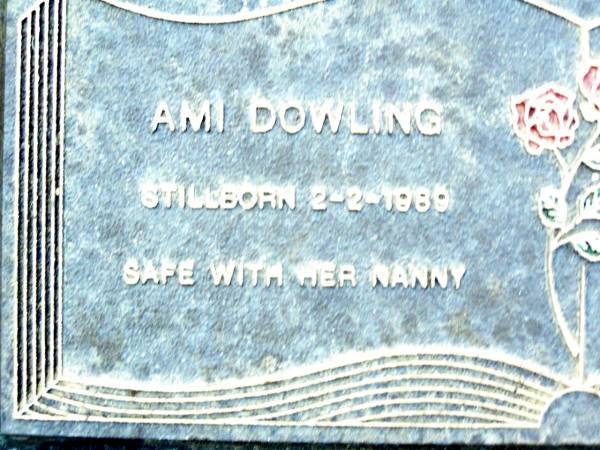 AMI DOWLING
STILLBORN 2-2-1989
SAFE WITH HER NANNY